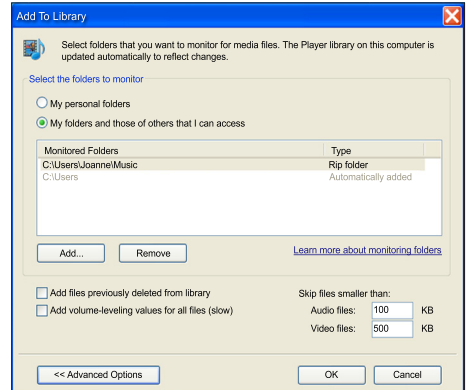 Add To Library
Select folders that you want to monitor for media files. The Player library on this computer is
updated automatically to reflect changes.
Select the folders to monitor
My personal folders
My folders and those of others that I can access
Monitored Folders Type
C:\Users\Joanne\Music Rip folder
C:\Users Automatically added
Add... Remove Learn more about monitoring folders
Add files previously deleted from library Skip files smaller than:
Add volume-leveling values for all files (slow) Audio files: 100 KB
Video files: 500 KB
<< Advanced Options OK Cancel